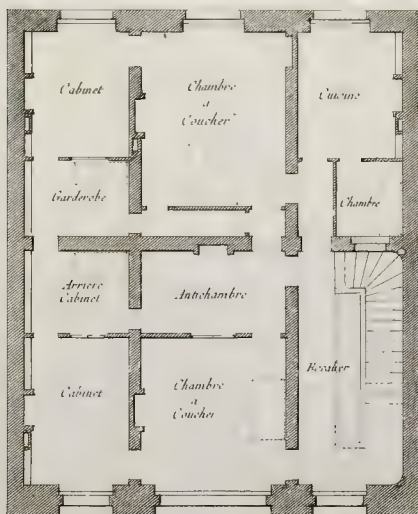 Cabinet
Chambre
a
Coucher
Cuisine
Garderobe
Chambre
Arriere
Cabinet
Antichambre
Cabinet
Chambre
a
Coucher
Escalier